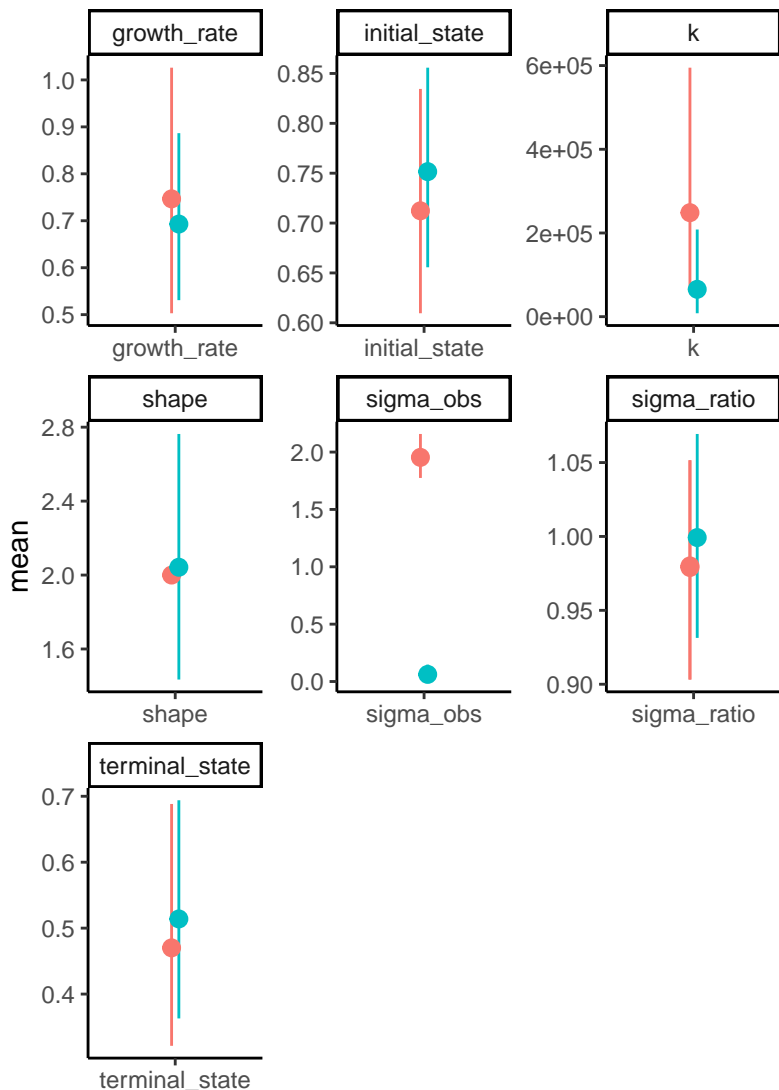 growth_rate
initial_state
k
1.0
0.9
0.8
0.7
0.6
0.5
growth_rate
0.85
0.80
0.75
0.70
0.65
0.60
initial_state
6e+05
4e+05
2e+05
0e+00
k
mean
shape
sigma_obs
sigma_ratio
2.8
2.4
2.0
1.6
shape
2.0
1.5
1.0
0.5
0.0
sigma_obs
1.05
1.00
0.95
0.90
sigma_ratio
terminal_state
0.7
0.6
0.5
0.4
terminal_state